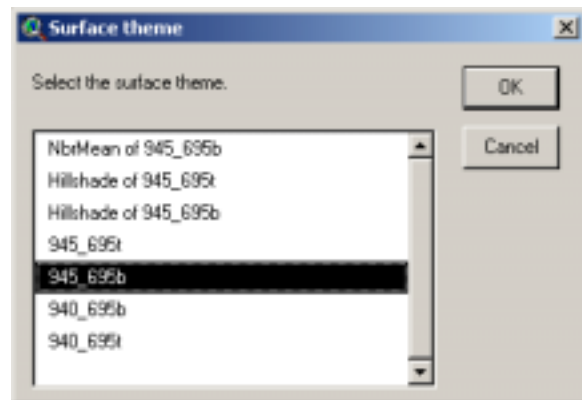 Surface theme
Select the surface theme.
OK
Cancel
NbrMean of 945_695b
Hillshade of 945_695t
Hillshade of 945_695b
945_695t
945_695b
940_695b
940_695t